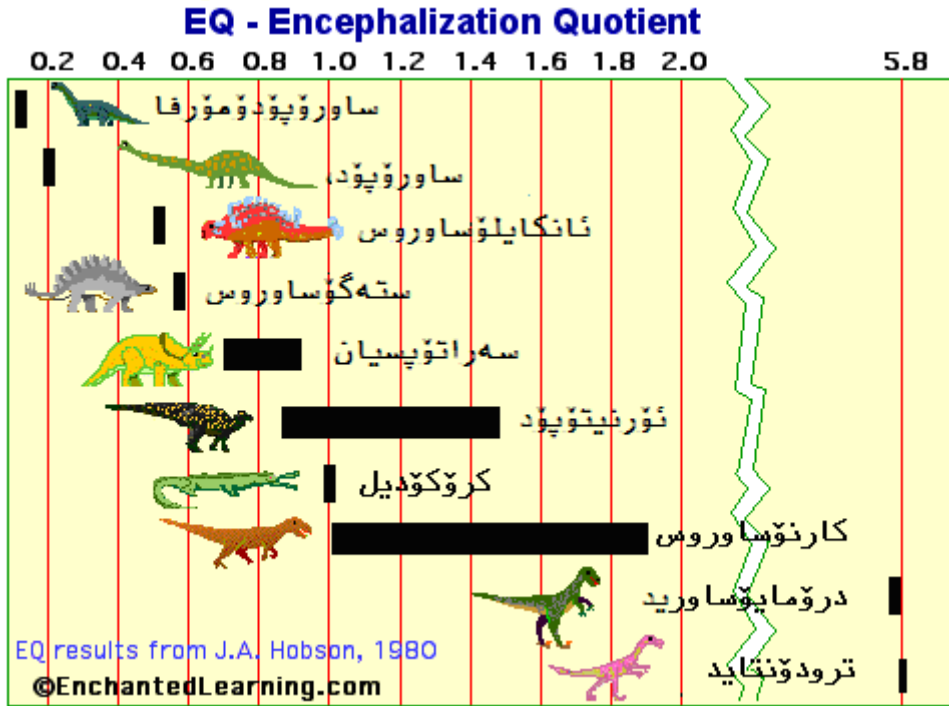 EQ - Encephalization Quotient
0.2 0.4 0.6 0.8 1.0 1.2 1.4 1.6 1.8 2.0 5.8
ساورۆپۆدۆمۆرفا
ساورۆپۆد،
ئانکایلۆساوروس
ستەگۆساوروس
سەراتۆپسیان
ئۆرنیتۆپۆد
کرۆکۆدیل
کارنۆساوروس
درۆمایۆساورید
ترودۆنتاید
EQ results from J.A. Hobson, 1980
©EnchantedLearning.com